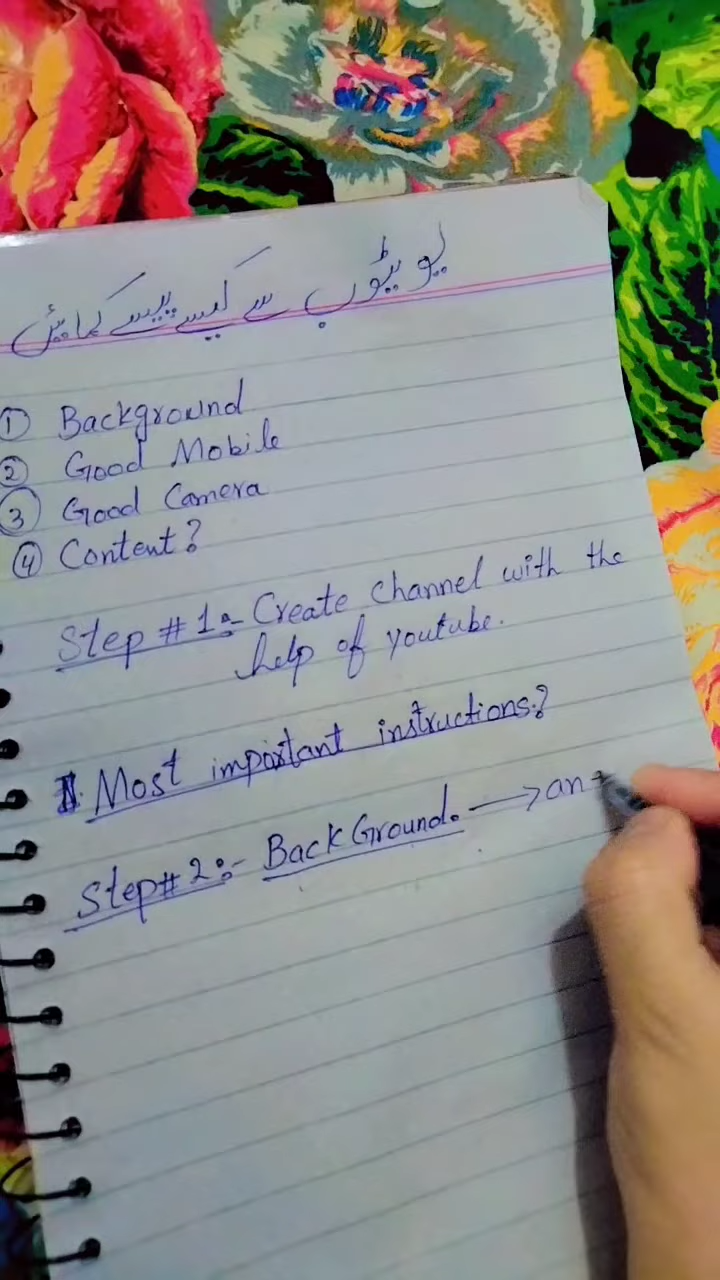 یوٹیوب سے کیسے پیسے کمایئں
① Background
② Good Mobile
③ Good Camera
④ Content?
Step #1:- Create channel with the
help of youtube.
Most important instructions:?
Step#2:- BackGround. → an